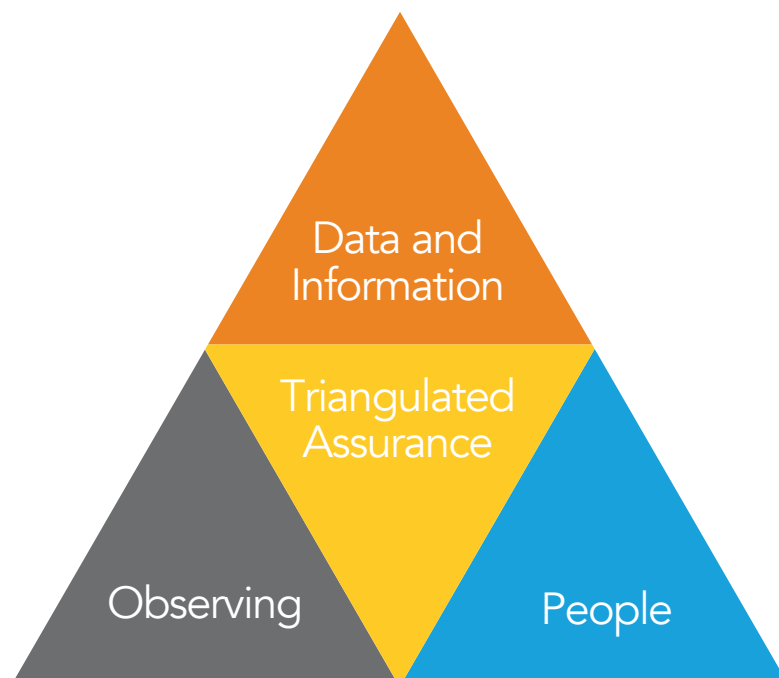 Data and
Information
Triangulated
Assurance
Observing
People